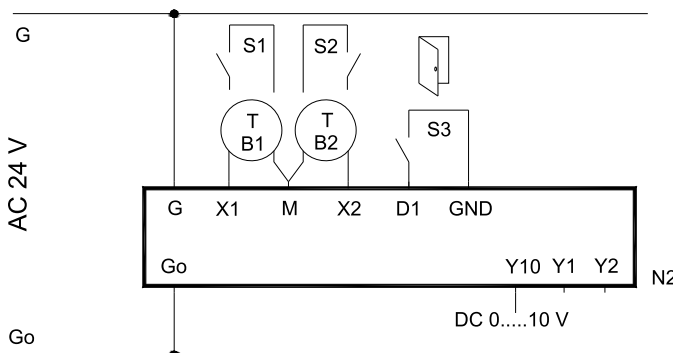 G
S1 S2
T T
B1 B2
S3
AC 24 V
G X1 M X2 D1 GND
Go Y10 Y1 Y2
N2
DC 0.....10 V
Go